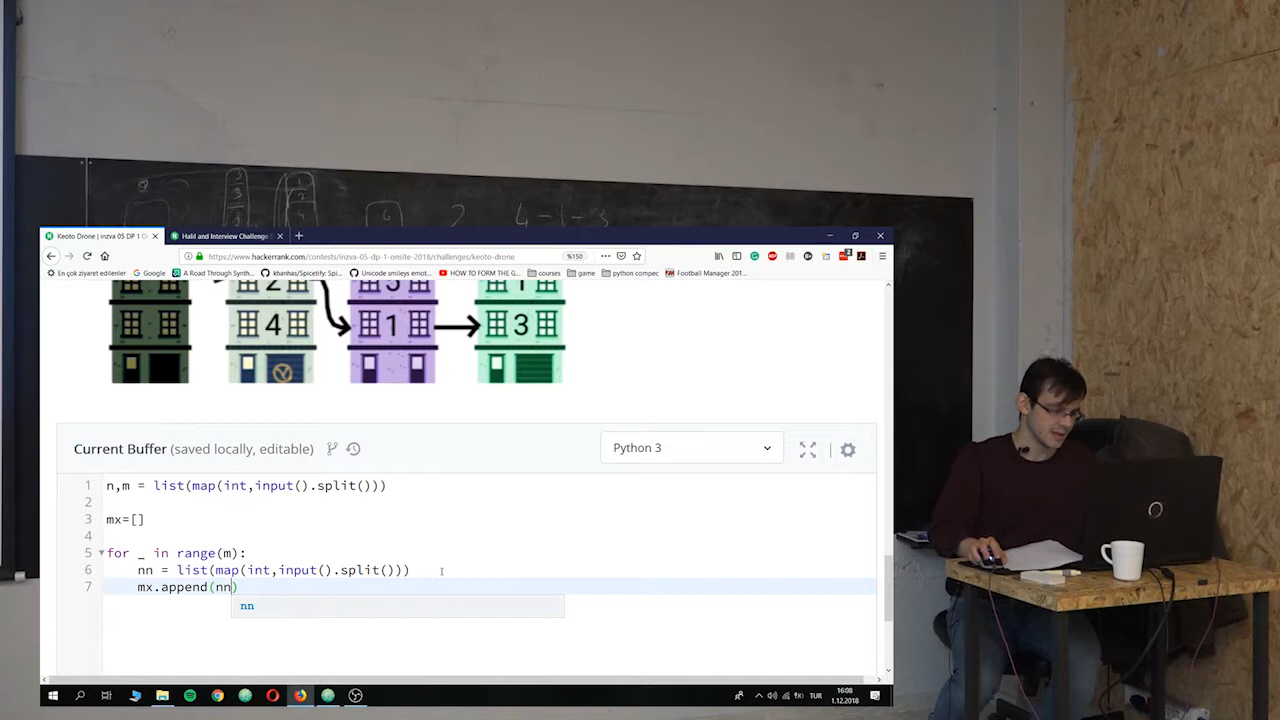 4-1-3
2
Keoto Drone | inzva 05 DP 1 O
Halil and Interview Challenge
https://www.hackerrank.com/contests/inzva-05-dp-1-onsite-2018/challenges/keoto-drone
%150
En çok ziyaret edilenler
Google
A Road Through Synth...
khanhas/Spicetify: Spi...
Unicode smileys emot...
HOW TO FORM THE G...
courses
game
python compec
Football Manager 201...
4 1 3
Current Buffer (saved locally, editable)
Python 3
1 n,m = list(map(int,input().split()))
2
3 mx=[]
4
5 for _ in range(m):
6 nn = list(map(int,input().split()))
7 mx.append(nn)
nn
TUR
16:08
1.12.2018